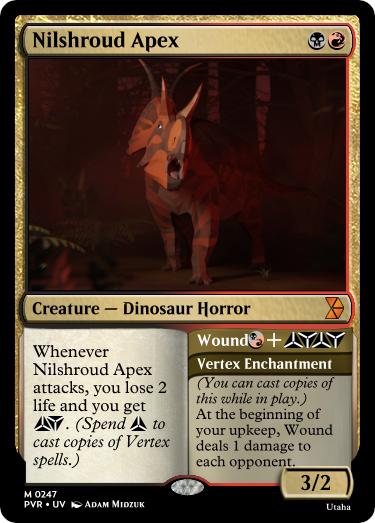 Nilshroud Apex
Creature — Dinosaur Horror
Whenever
Nilshroud Apex
attacks, you lose 2
life and you get
. (Spend to
cast copies of Vertex
spells.)
Wound +
Vertex Enchantment
(You can cast copies of
this while in play.)
At the beginning of
your upkeep, Wound
deals 1 damage to
each opponent.
3/2
M 0247
PVR • UV Adam Midzuk
Utaha